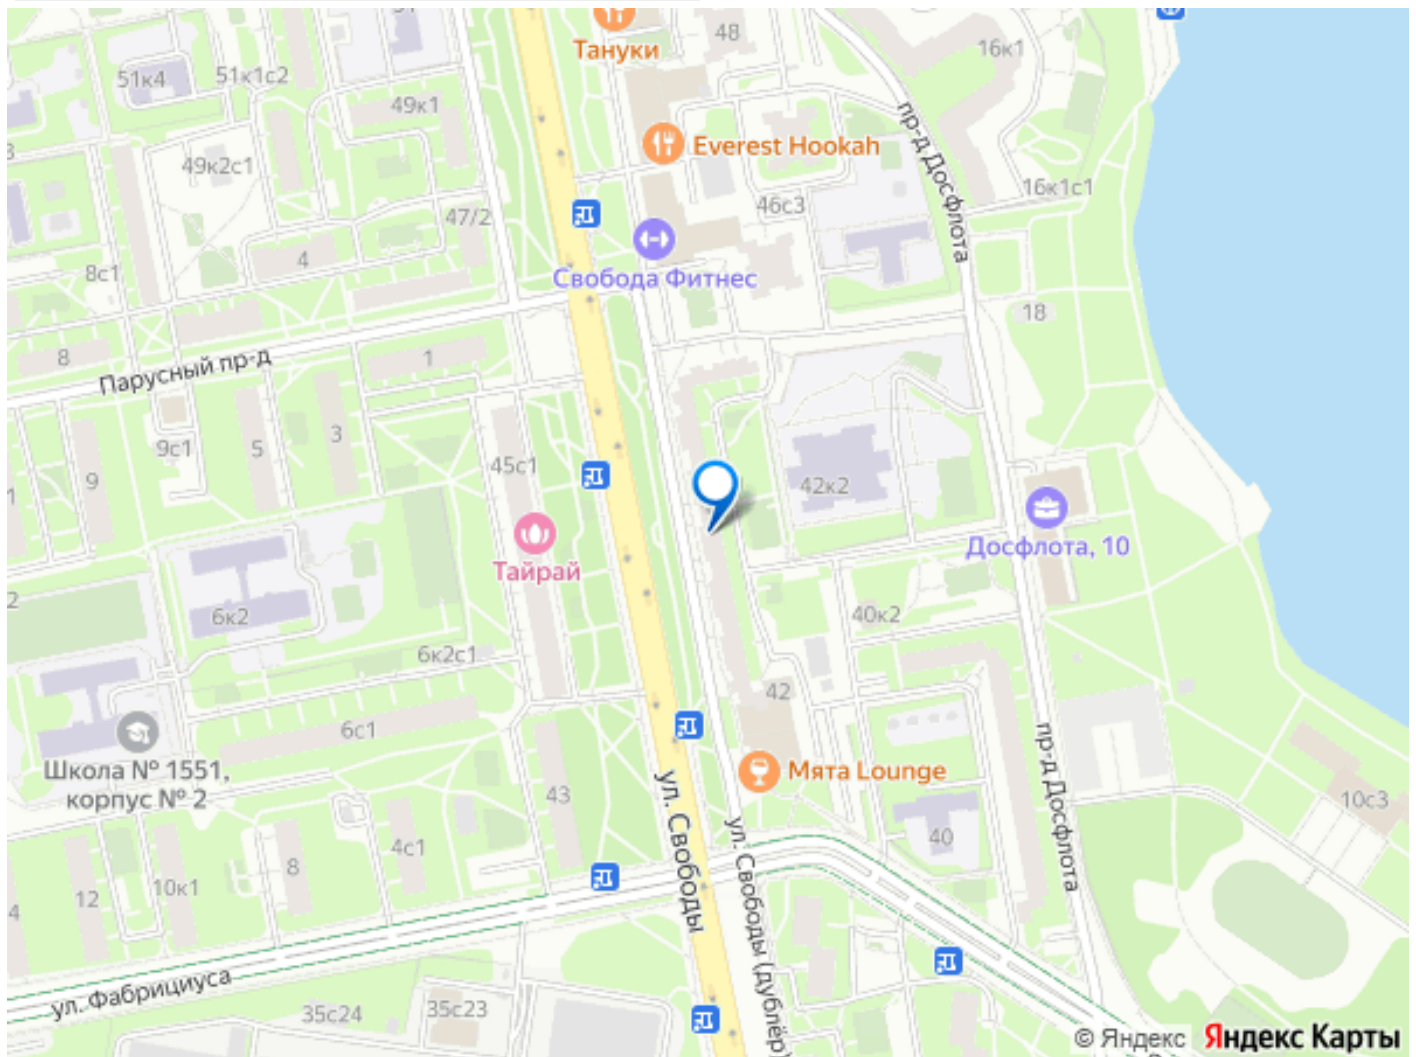 51
Тануки
48
16к1
51к4
51к1с2
49к1
Everest Hookah
пр-д Досфлота
49к2с1
16к1с1
46с3
47/2
4
8с1
Свобода Фитнес
18
8
Парусный пр-д
1
9с1
5
3
45с1
9
42к2
Тайрай
Досфлота, 10
2
6к2
40к2
6к2с1
42
6с1
Школа № 1551,
корпус № 2
Мята Lounge
ул. Свободы
пр-д Досфлота
43
10с3
ул. Свободы (дублёр)
40
4с1
8
10к1
12
4
ул. Фабрициуса
35с24
35с23
© Яндекс Яндекс Карты